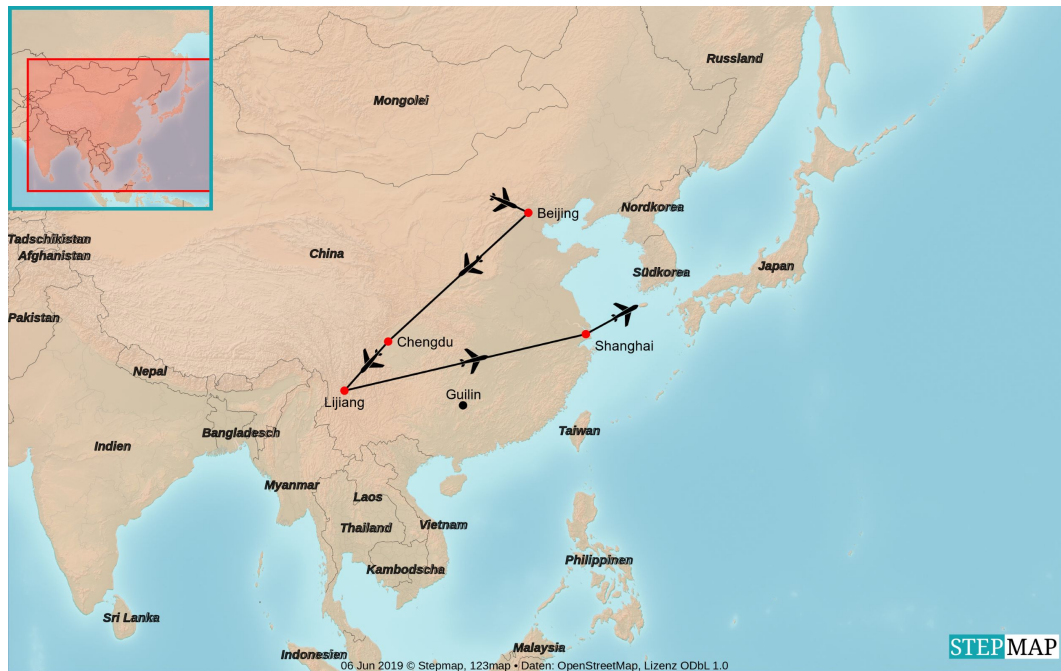 Russland
Mongolei
Nordkorea
Beijing
Tadschikistan
Afghanistan
China
Japan
Südkorea
Pakistan
Chengdu
Shanghai
Nepal
Guilin
Lijiang
Taiwan
Bangladesch
Indien
Myanmar
Laos
Thailand
Vietnam
Philippinen
Kambodscha
Sri Lanka
Malaysia
Indonesien
STEPMAP
06 Jun 2019 © Stepmap, 123map • Daten: OpenStreetMap, Lizenz ODbL 1.0